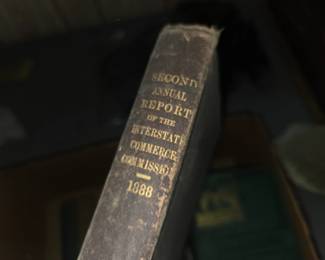 SECOND
ANNUAL
REPORT
OF THE
INTERSTATE
COMMERCE
COMMISSION
1888